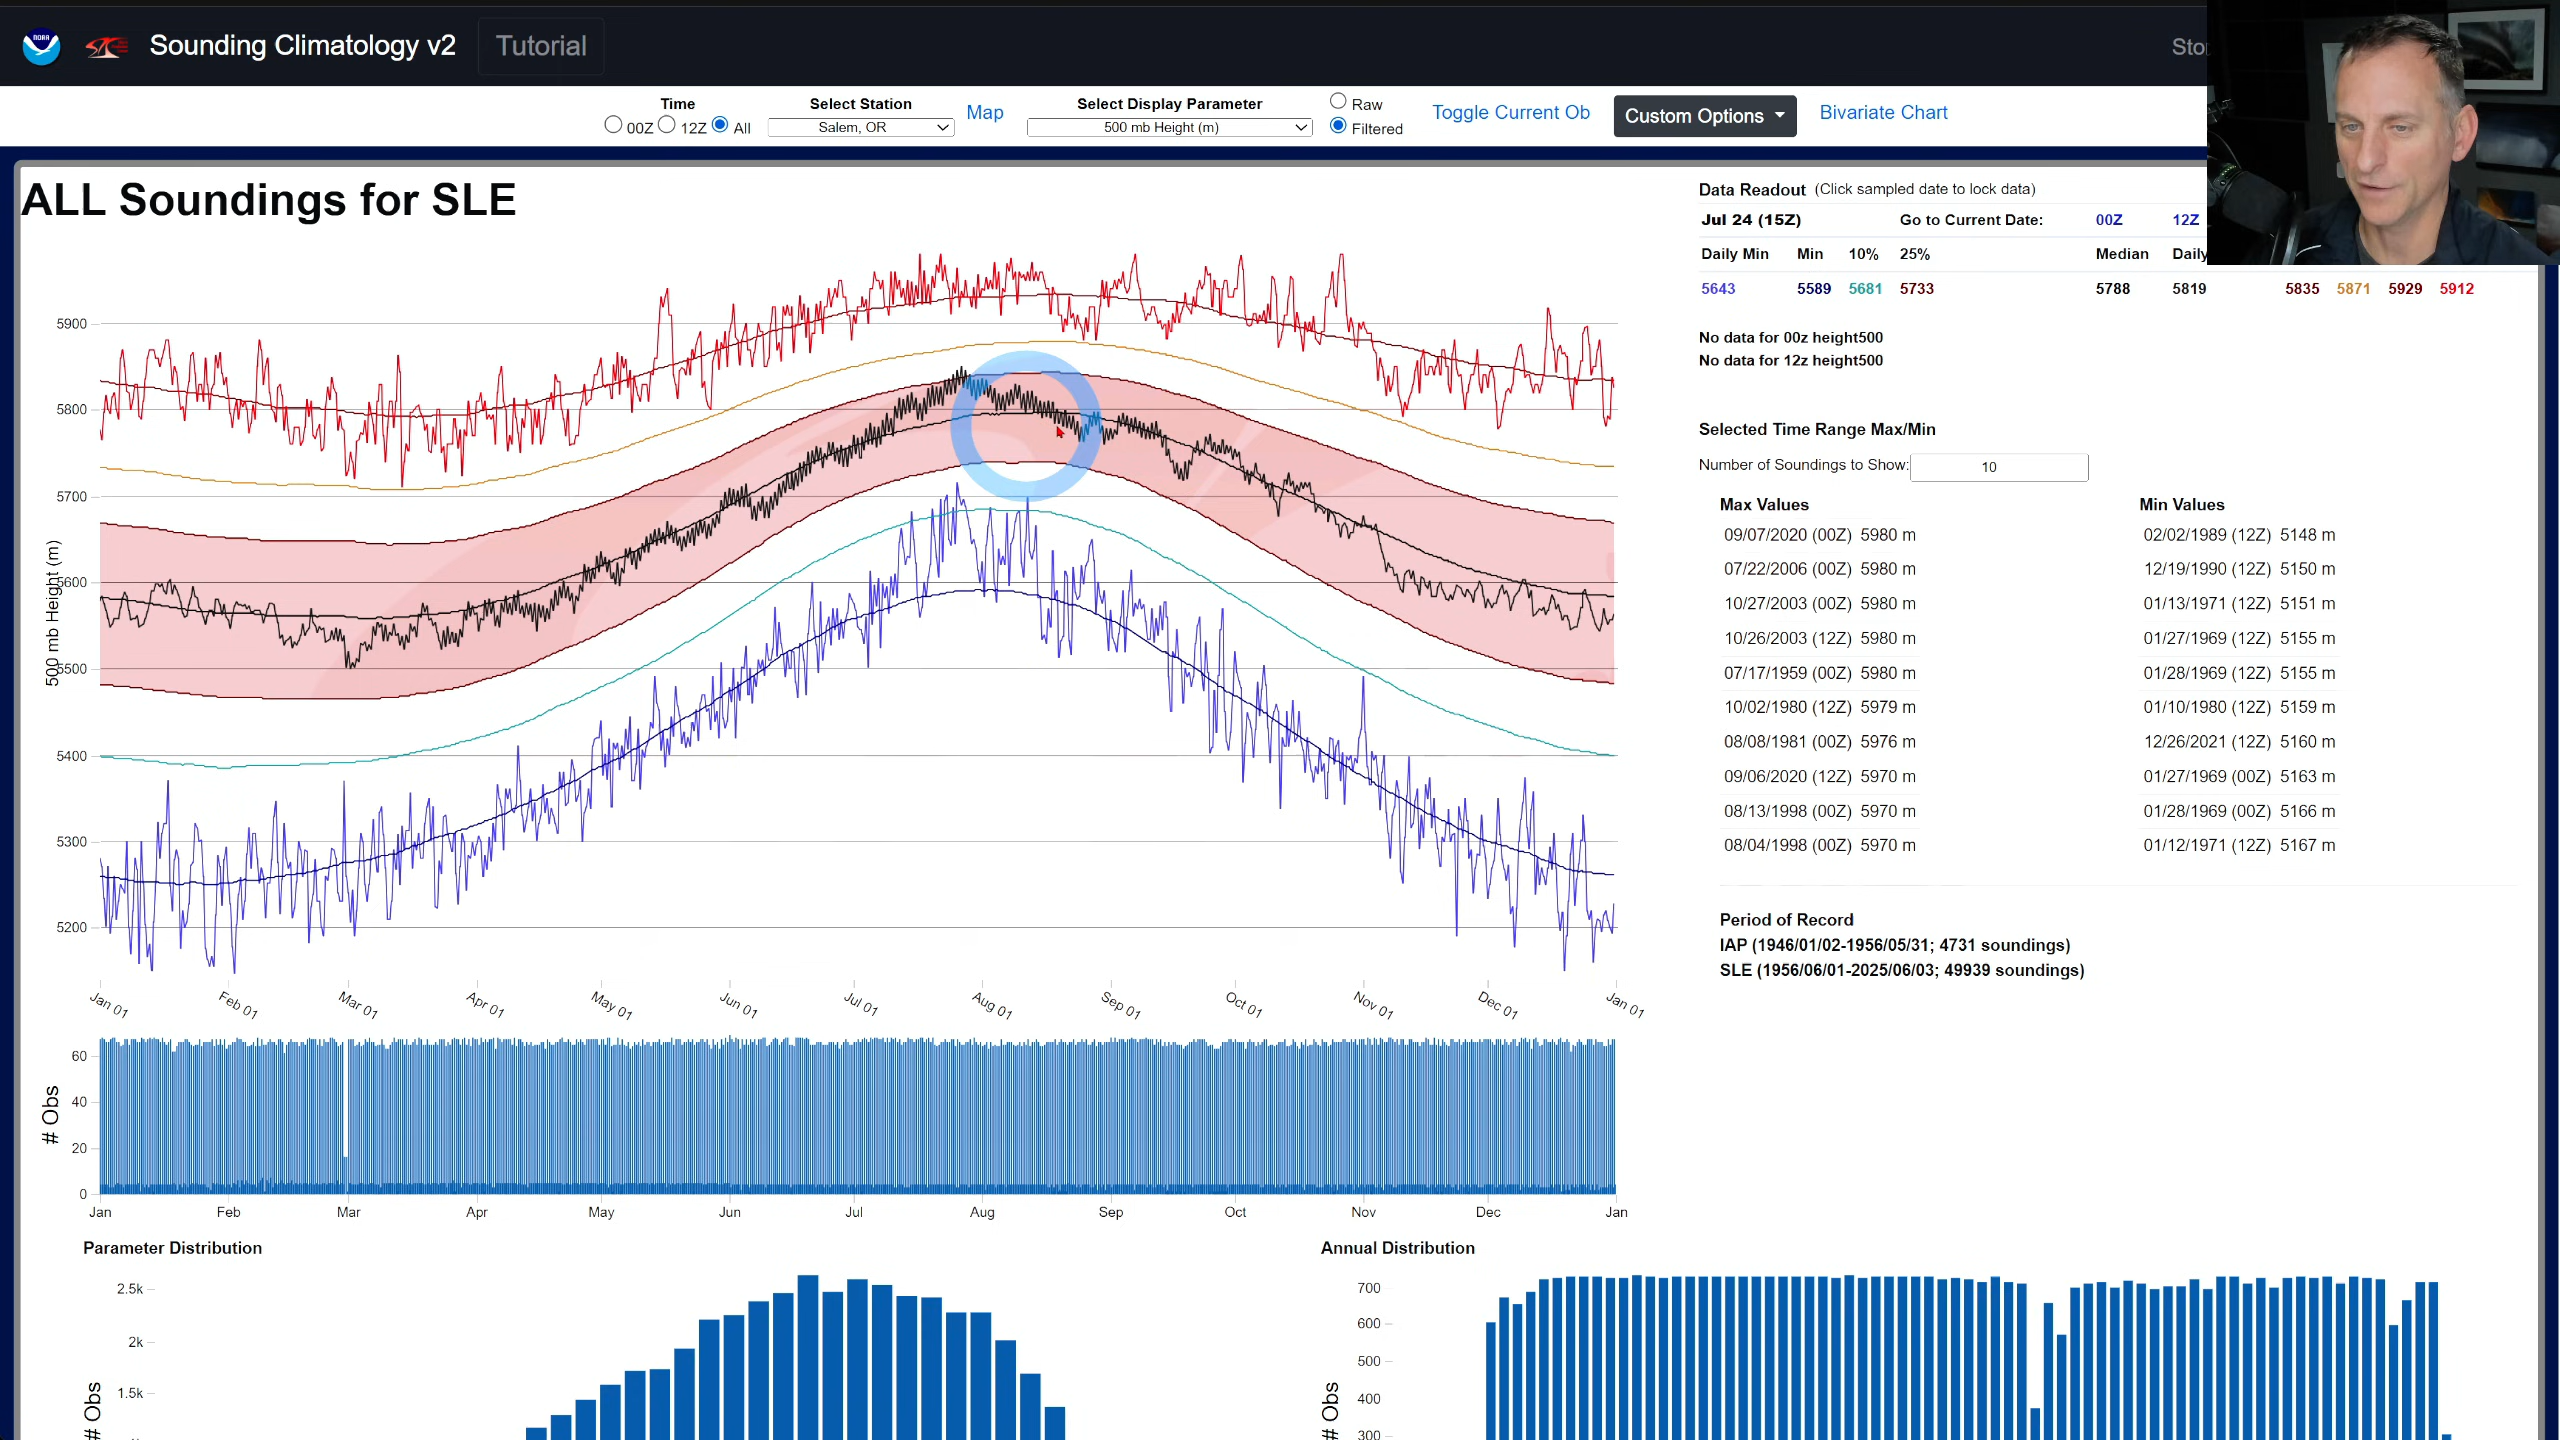 NOAA
Sounding Climatology v2
Tutorial
Time
00Z
12Z
All
Select Station
Salem, OR
Map
Select Display Parameter
500 mb Height (m)
Raw
Filtered
Toggle Current Ob
Custom Options
Bivariate Chart
ALL Soundings for SLE
Data Readout (Click sampled date to lock data)
Jul 24 (15Z) Go to Current Date: 00Z 12Z
Daily Min Min 10% 25% Median Daily
5643 5589 5681 5733 5788 5819 5835 5871 5929 5912
No data for 00z height500
No data for 12z height500
Selected Time Range Max/Min
Number of Soundings to Show: 10
Max Values
09/07/2020 (00Z) 5980 m
07/22/2006 (00Z) 5980 m
10/27/2003 (00Z) 5980 m
10/26/2003 (12Z) 5980 m
07/17/1959 (00Z) 5980 m
10/02/1980 (12Z) 5979 m
08/08/1981 (00Z) 5976 m
09/06/2020 (12Z) 5970 m
08/13/1998 (00Z) 5970 m
08/04/1998 (00Z) 5970 m
Min Values
02/02/1989 (12Z) 5148 m
12/19/1990 (12Z) 5150 m
01/13/1971 (12Z) 5151 m
01/27/1969 (12Z) 5155 m
01/28/1969 (12Z) 5155 m
01/10/1980 (12Z) 5159 m
12/26/2021 (12Z) 5160 m
01/27/1969 (00Z) 5163 m
01/28/1969 (00Z) 5166 m
01/12/1971 (12Z) 5167 m
Period of Record
IAP (1946/01/02-1956/05/31; 4731 soundings)
SLE (1956/06/01-2025/06/03; 49939 soundings)
500 mb Height (m)
5900
5800
5700
5600
5500
5400
5300
5200
Jan 01 Feb 01 Mar 01 Apr 01 May 01 Jun 01 Jul 01 Aug 01 Sep 01 Oct 01 Nov 01 Dec 01 Jan 01
# Obs
60
40
20
0
Jan Feb Mar Apr May Jun Jul Aug Sep Oct Nov Dec Jan
Parameter Distribution
2.5k
2k
1.5k
# Obs
Annual Distribution
700
600
500
400
300
# Obs